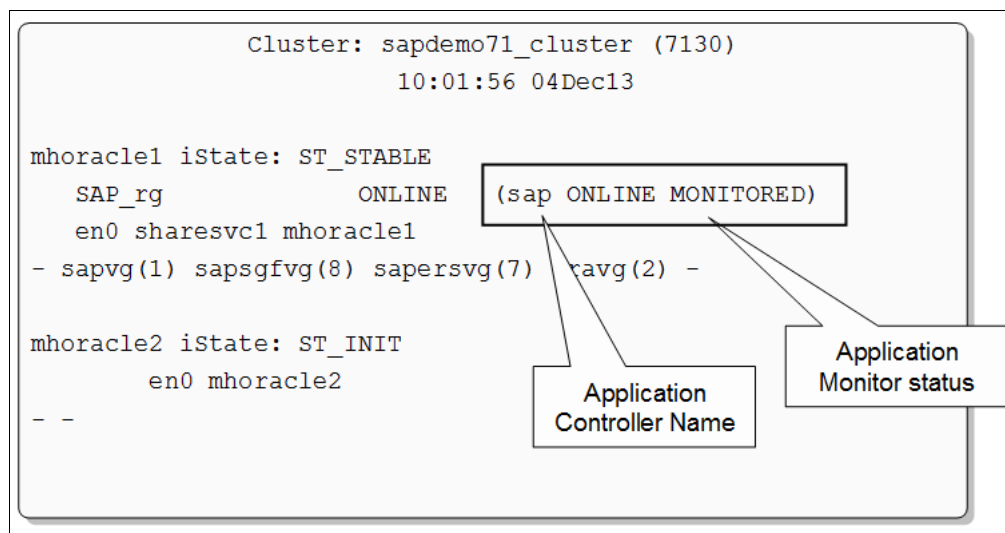 Cluster: sapdemo71_cluster (7130)
10:01:56 04Dec13
mhoracle1 iState: ST_STABLE
SAP_rg ONLINE (sap ONLINE MONITORED)
en0 sharesvc1 mhoracle1
- sapvg(1) sapsgfvg(8) sapersvg(7) ravg(2) -
mhoracle2 iState: ST_INIT
en0 mhoracle2
- -
Application
Controller Name
Application
Monitor status